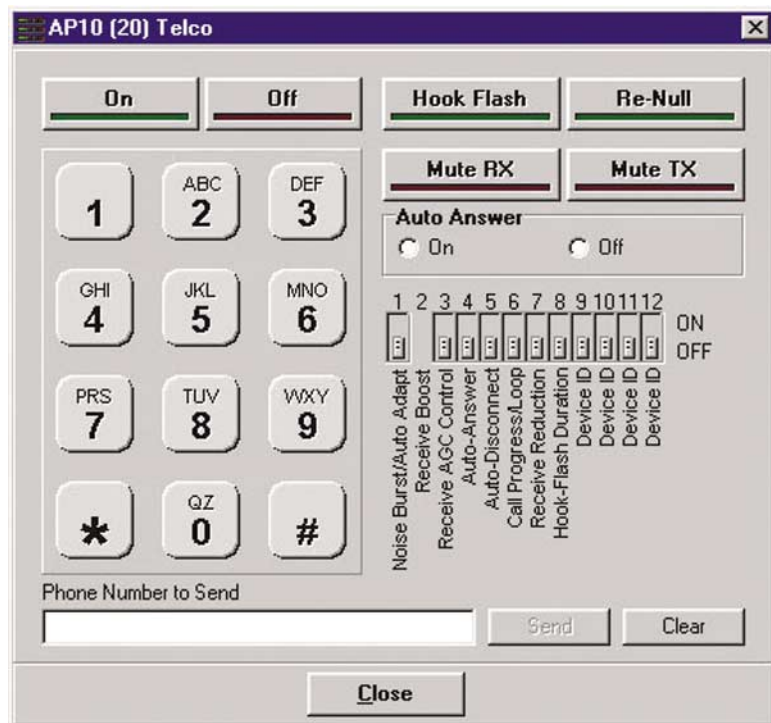 AP10 (20) Telco
On Off Hook Flash Re-Null
Mute RX Mute TX
1
ABC
2
DEF
3
GHI
4
JKL
5
MNO
6
PRS
7
TUV
8
WXY
9
*
QZ
0
#
Auto Answer
On Off
1 2 3 4 5 6 7 8 9 10 11 12
ON
OFF
Noise Burst/Auto Adapt
Receive Boost
Receive AGC Control
Auto-Answer
Auto-Disconnect
Call Progress/Loop
Receive Reduction
Hook-Flash Duration
Device ID
Device ID
Device ID
Device ID
Phone Number to Send
Send Clear
Close